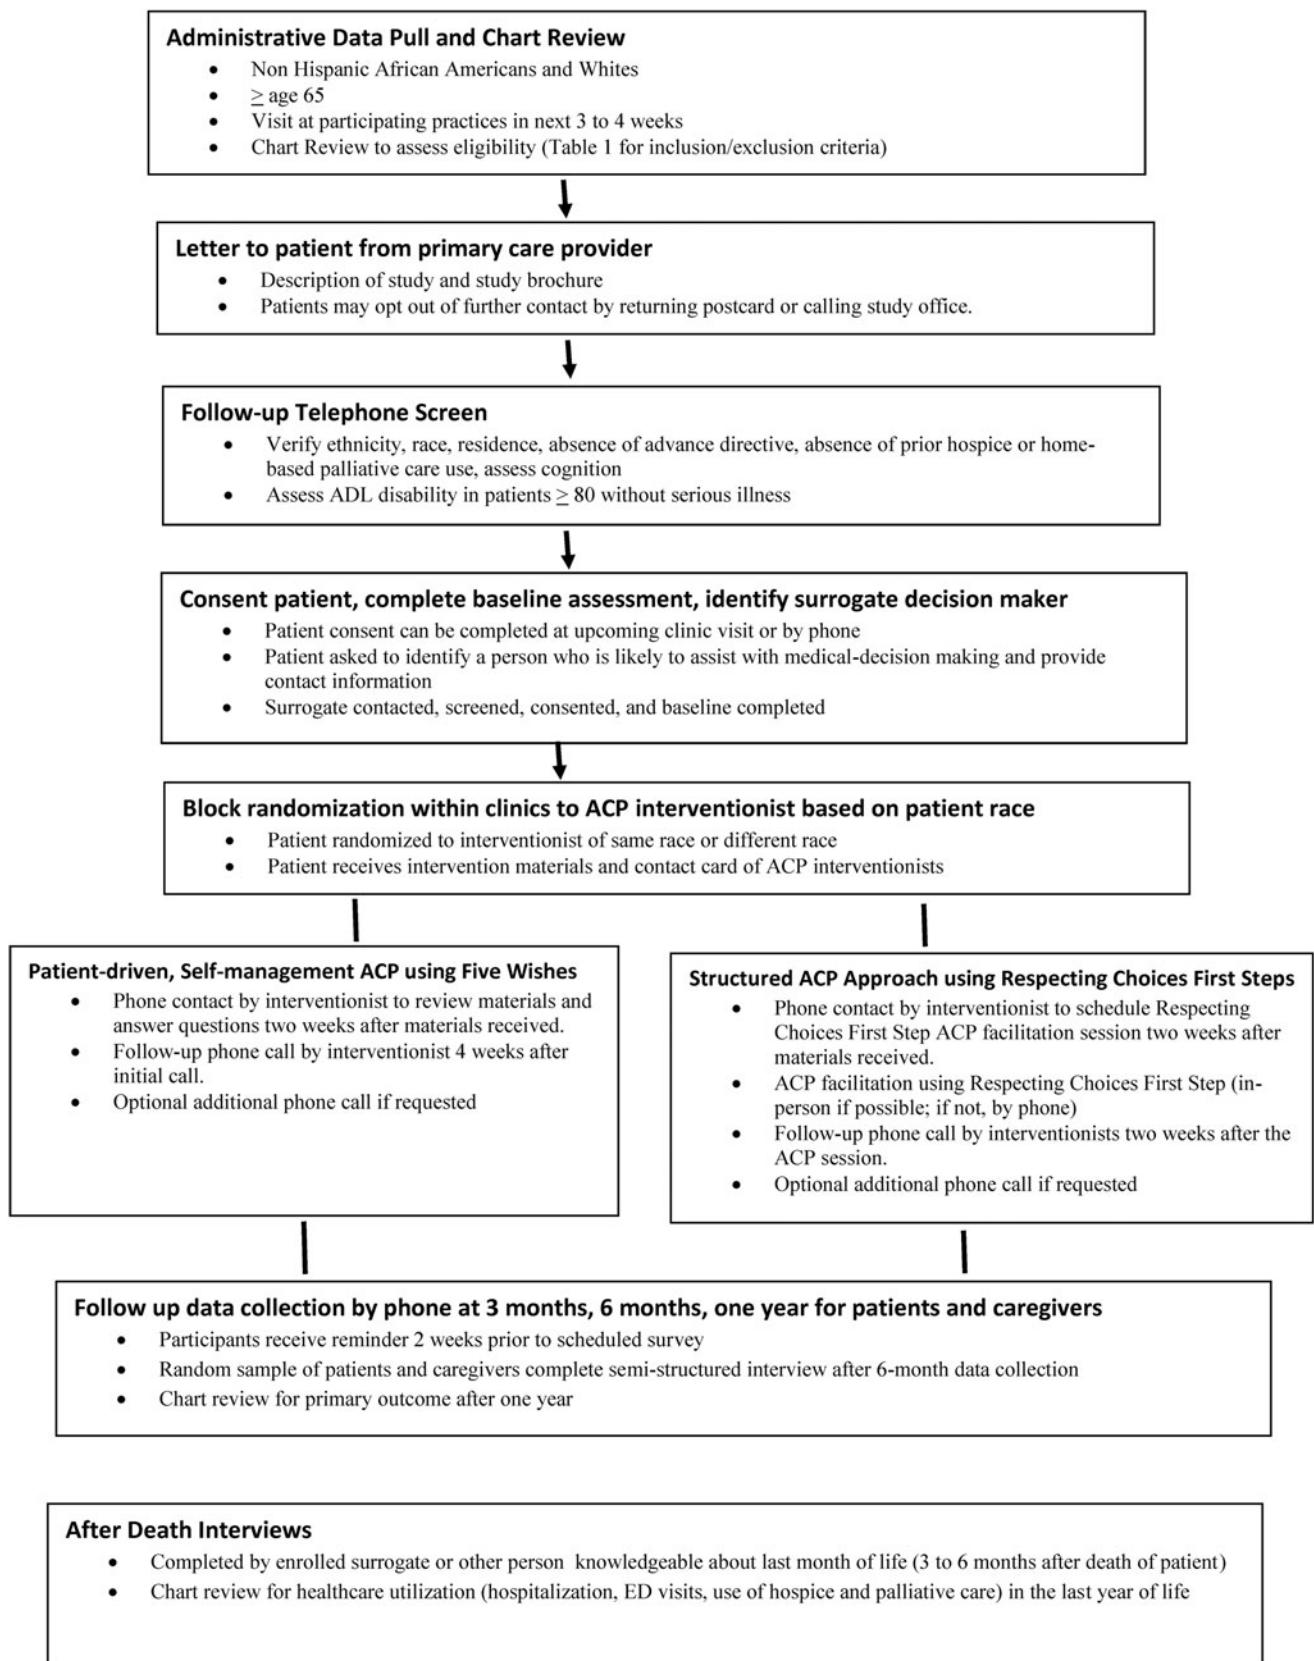 Administrative Data Pull and Chart Review
• Non Hispanic African Americans and Whites
• ≥ age 65
• Visit at participating practices in next 3 to 4 weeks
• Chart Review to assess eligibility (Table 1 for inclusion/exclusion criteria)
Letter to patient from primary care provider
• Description of study and study brochure
• Patients may opt out of further contact by returning postcard or calling study office.
Follow-up Telephone Screen
• Verify ethnicity, race, residence, absence of advance directive, absence of prior hospice or home-
based palliative care use, assess cognition
• Assess ADL disability in patients ≥ 80 without serious illness
Consent patient, complete baseline assessment, identify surrogate decision maker
• Patient consent can be completed at upcoming clinic visit or by phone
• Patient asked to identify a person who is likely to assist with medical-decision making and provide
contact information
• Surrogate contacted, screened, consented, and baseline completed
Block randomization within clinics to ACP interventionist based on patient race
• Patient randomized to interventionist of same race or different race
• Patient receives intervention materials and contact card of ACP interventionists
Patient-driven, Self-management ACP using Five Wishes
• Phone contact by interventionist to review materials and
answer questions two weeks after materials received.
• Follow-up phone call by interventionist 4 weeks after
initial call.
• Optional additional phone call if requested
Structured ACP Approach using Respecting Choices First Steps
• Phone contact by interventionist to schedule Respecting
Choices First Step ACP facilitation session two weeks after
materials received.
• ACP facilitation using Respecting Choices First Step (in-
person if possible; if not, by phone)
• Follow-up phone call by interventionists two weeks after the
ACP session.
• Optional additional phone call if requested
Follow up data collection by phone at 3 months, 6 months, one year for patients and caregivers
• Participants receive reminder 2 weeks prior to scheduled survey
• Random sample of patients and caregivers complete semi-structured interview after 6-month data collection
• Chart review for primary outcome after one year
After Death Interviews
• Completed by enrolled surrogate or other person knowledgeable about last month of life (3 to 6 months after death of patient)
• Chart review for healthcare utilization (hospitalization, ED visits, use of hospice and palliative care) in the last year of life